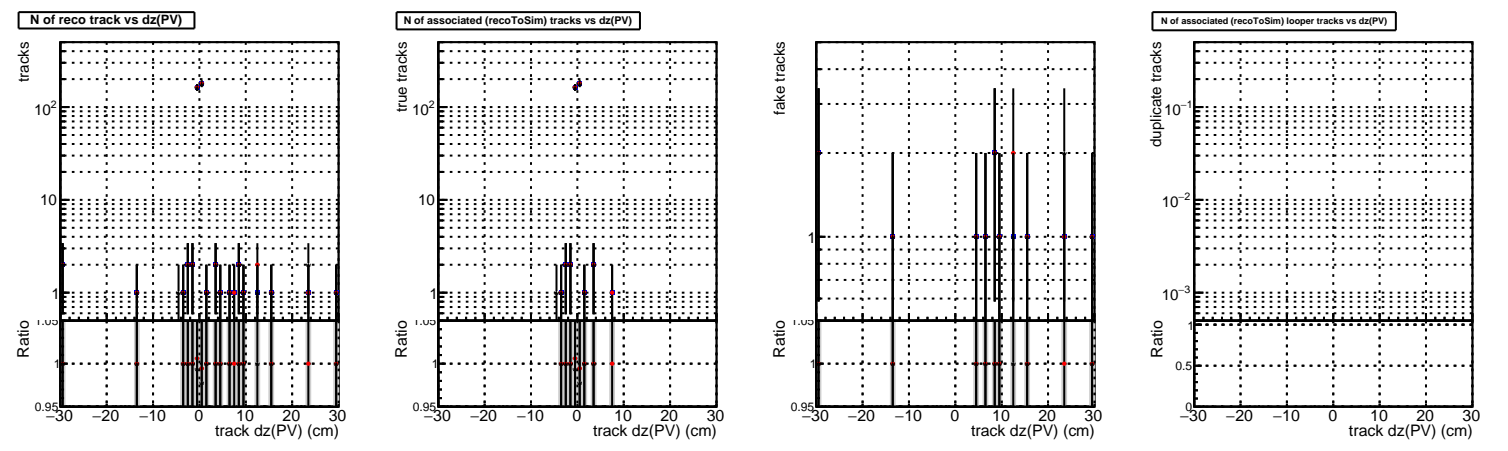 N of reco track vs dz(PV)
tracks
10²
10
1
1.05
Ratio
1
0.95
−30 −20 −10 0 10 20 30
track dz(PV) (cm)
N of associated (recoToSim) tracks vs dz(PV)
true tracks
10²
10
1
1.05
Ratio
1
0.95
−30 −20 −10 0 10 20 30
track dz(PV) (cm)
fake tracks
1
1.05
Ratio
1
0.95
−30 −20 −10 0 10 20 30
track dz(PV) (cm)
N of associated (recoToSim) looper tracks vs dz(PV)
duplicate tracks
10⁻¹
10⁻²
10⁻³
Ratio
1
0.5
0
−30 −20 −10 0 10 20 30
track dz(PV) (cm)